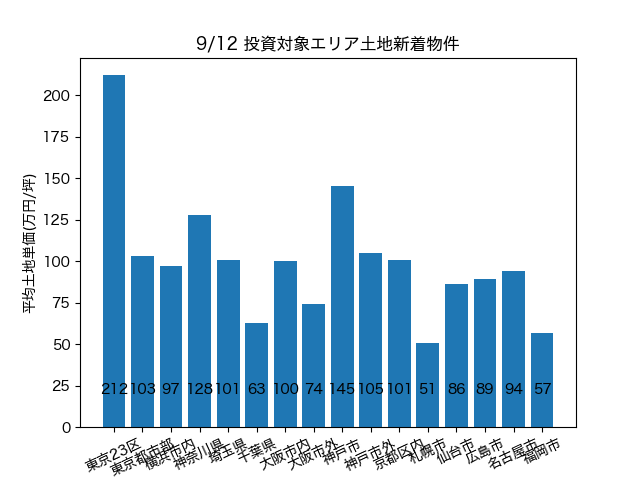 9/12 投資対象エリア土地新着物件
平均土地単価(万円/坪)
200
175
150
125
100
75
50
25
0
212 103 97 128 101 63 100 74 145 105 101 51 86 89 94 57
東京23区
東京都市部
横浜市内
神奈川県
埼玉県
千葉県
大阪市内
大阪市外
神戸市
神戸市外
京都区内
札幌市
仙台市
広島市
名古屋市
福岡市